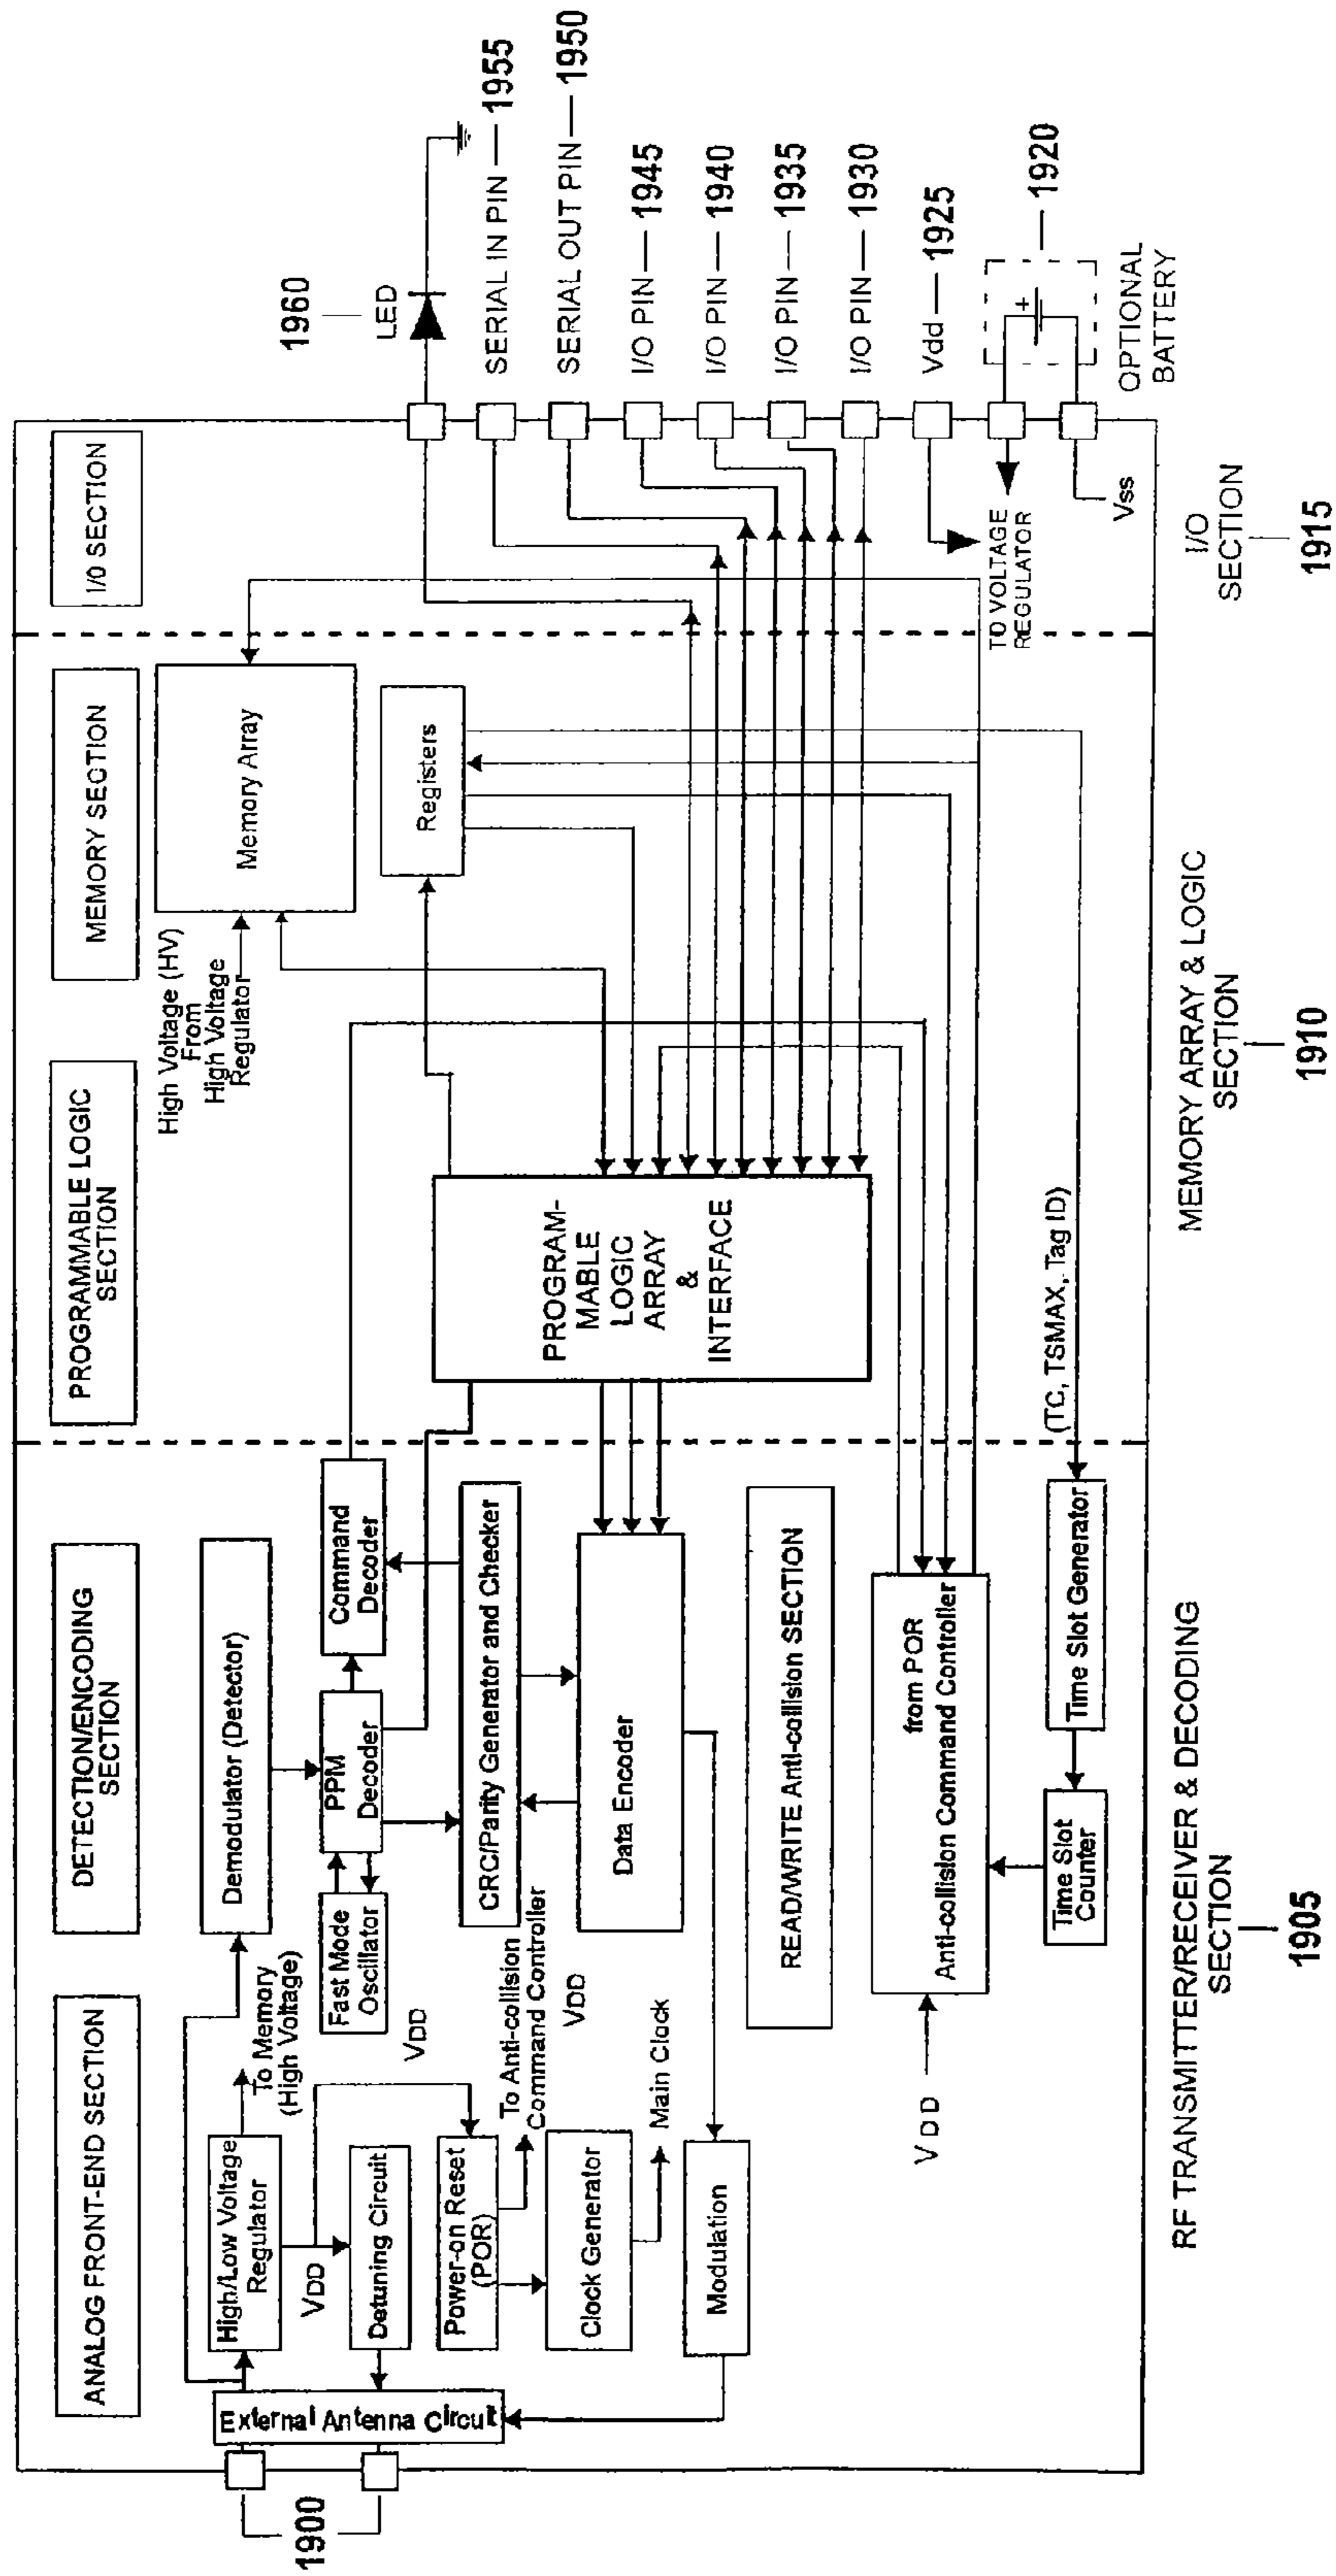 ANALOG FRONT-END SECTION
DETECTION/ENCODING
SECTION
PROGRAMMABLE LOGIC
SECTION
MEMORY SECTION
I/O SECTION
1900
External Antenna Circuit
High/Low Voltage
Regulator
To Memory
(High Voltage)
VDD
Detuning Circuit
Power-on Reset
(POR)
To Anti-collision
Command Controller
Clock Generator
Main Clock
Modulation
Demodulator (Detector)
Fast Mode
Oscillator
VDD
PPM
Decoder
Command
Decoder
CRC/Parity Generator and Checker
VDD
Data Encoder
READ/WRITE Anti-collision SECTION
VDD
from POR
Anti-collision Command Controller
Time Slot
Counter
Time Slot Generator
(TC, TSMAX, Tag ID)
PROGRAM-
MABLE
LOGIC
ARRAY
&
INTERFACE
High Voltage (HV)
From
High Voltage
Regulator
Memory Array
Registers
1960
LED
SERIAL IN PIN — 1955
SERIAL OUT PIN — 1950
I/O PIN — 1945
I/O PIN — 1940
I/O PIN — 1935
I/O PIN — 1930
Vdd — 1925
TO VOLTAGE
REGULATOR
Vss
+
1920
OPTIONAL
BATTERY
RF TRANSMITTER/RECEIVER & DECODING
SECTION
1905
MEMORY ARRAY & LOGIC
SECTION
1910
I/O
SECTION
1915